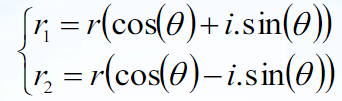 r₁ = r(cos(θ)+i.sin(θ))
r₂ = r(cos(θ)−i.sin(θ))